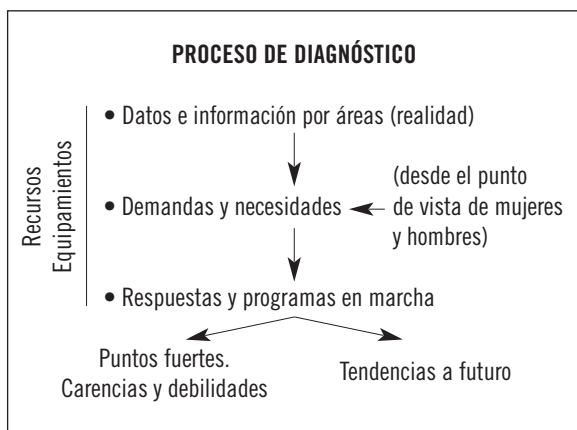 PROCESO DE DIAGNÓSTICO
Recursos
Equipamientos
• Datos e información por áreas (realidad)
• Demandas y necesidades
(desde el punto
de vista de mujeres
y hombres)
• Respuestas y programas en marcha
Puntos fuertes.
Carencias y debilidades
Tendencias a futuro